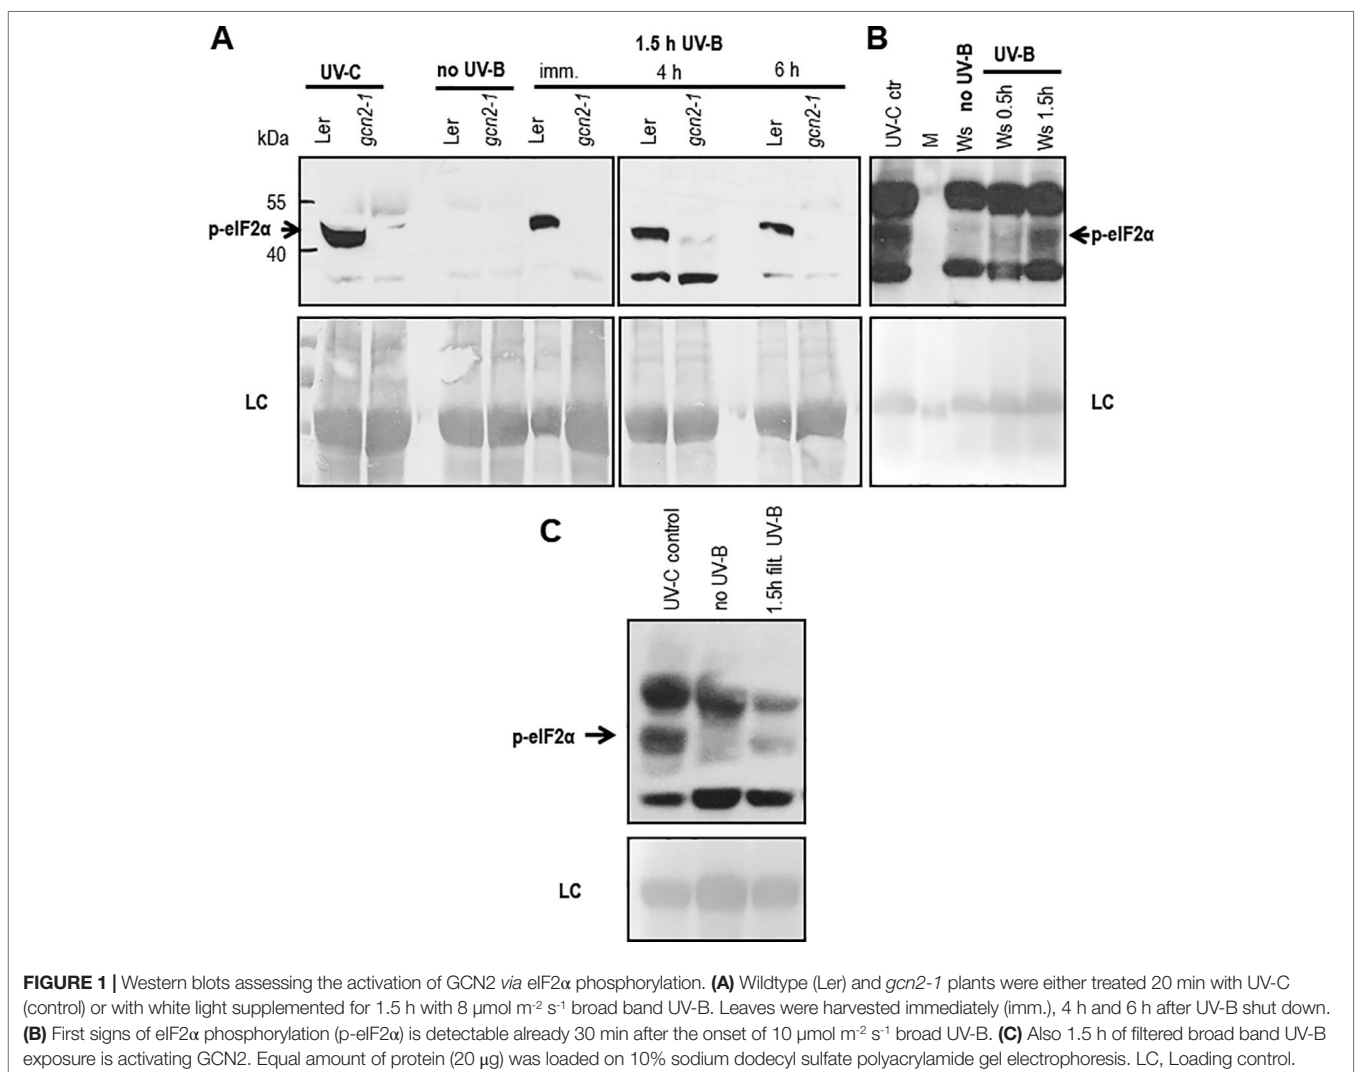 A
B
1.5 h UV-B
UV-C
no UV-B
imm.
4 h
6 h
kDa
Ler
gcn2-1
Ler
gcn2-1
Ler
gcn2-1
Ler
gcn2-1
Ler
gcn2-1
UV-B
UV-C ctr
M
Ws no UV-B
Ws 0.5h
Ws 1.5h
55
p-eIF2α
40
p-eIF2α
LC
LC
C
UV-C control
no UV-B
1.5h filt. UV-B
p-eIF2α
LC
FIGURE 1 | Western blots assessing the activation of GCN2 via eIF2α phosphorylation. (A) Wildtype (Ler) and gcn2-1 plants were either treated 20 min with UV-C
(control) or with white light supplemented for 1.5 h with 8 µmol m⁻² s⁻¹ broad band UV-B. Leaves were harvested immediately (imm.), 4 h and 6 h after UV-B shut down.
(B) First signs of eIF2α phosphorylation (p-eIF2α) is detectable already 30 min after the onset of 10 µmol m⁻² s⁻¹ broad UV-B. (C) Also 1.5 h of filtered broad band UV-B
exposure is activating GCN2. Equal amount of protein (20 µg) was loaded on 10% sodium dodecyl sulfate polyacrylamide gel electrophoresis. LC, Loading control.